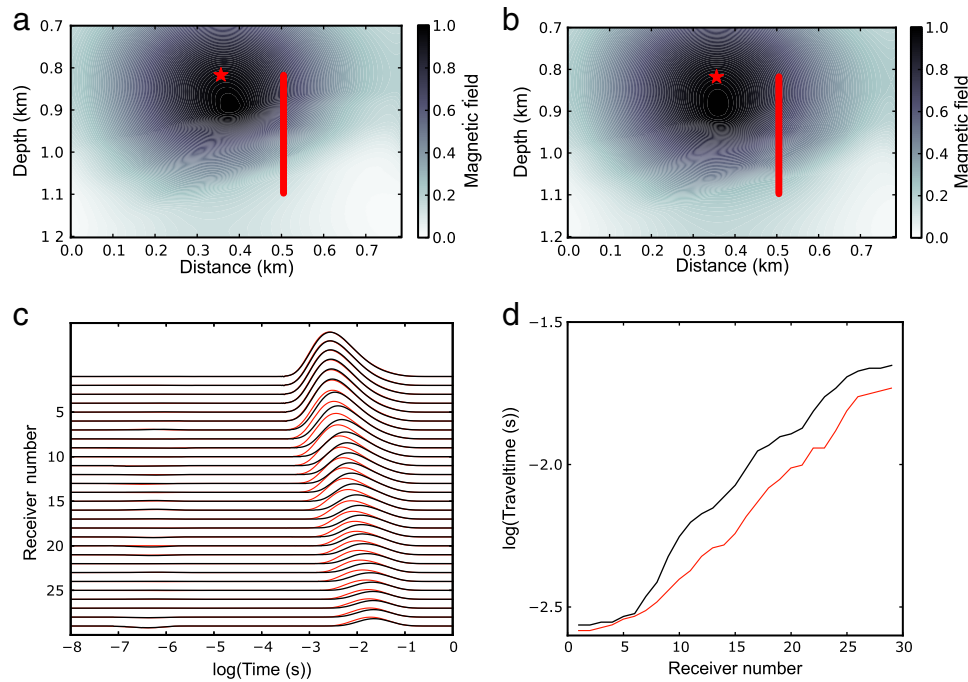 a
0.7
0.8
0.9
1.0
1.1
1.2
Depth (km)
0.0 0.1 0.2 0.3 0.4 0.5 0.6 0.7
Distance (km)
1.0
0.8
0.6
0.4
0.2
0.0
Magnetic field
b
0.7
0.8
0.9
1.0
1.1
1.2
Depth (km)
0.0 0.1 0.2 0.3 0.4 0.5 0.6 0.7
Distance (km)
1.0
0.8
0.6
0.4
0.2
0.0
Magnetic field
c
5
10
15
20
25
Receiver number
−8 −7 −6 −5 −4 −3 −2 −1 0
log(Time (s))
d
−1.5
−2.0
−2.5
log(Traveltime (s))
0 5 10 15 20 25 30
Receiver number